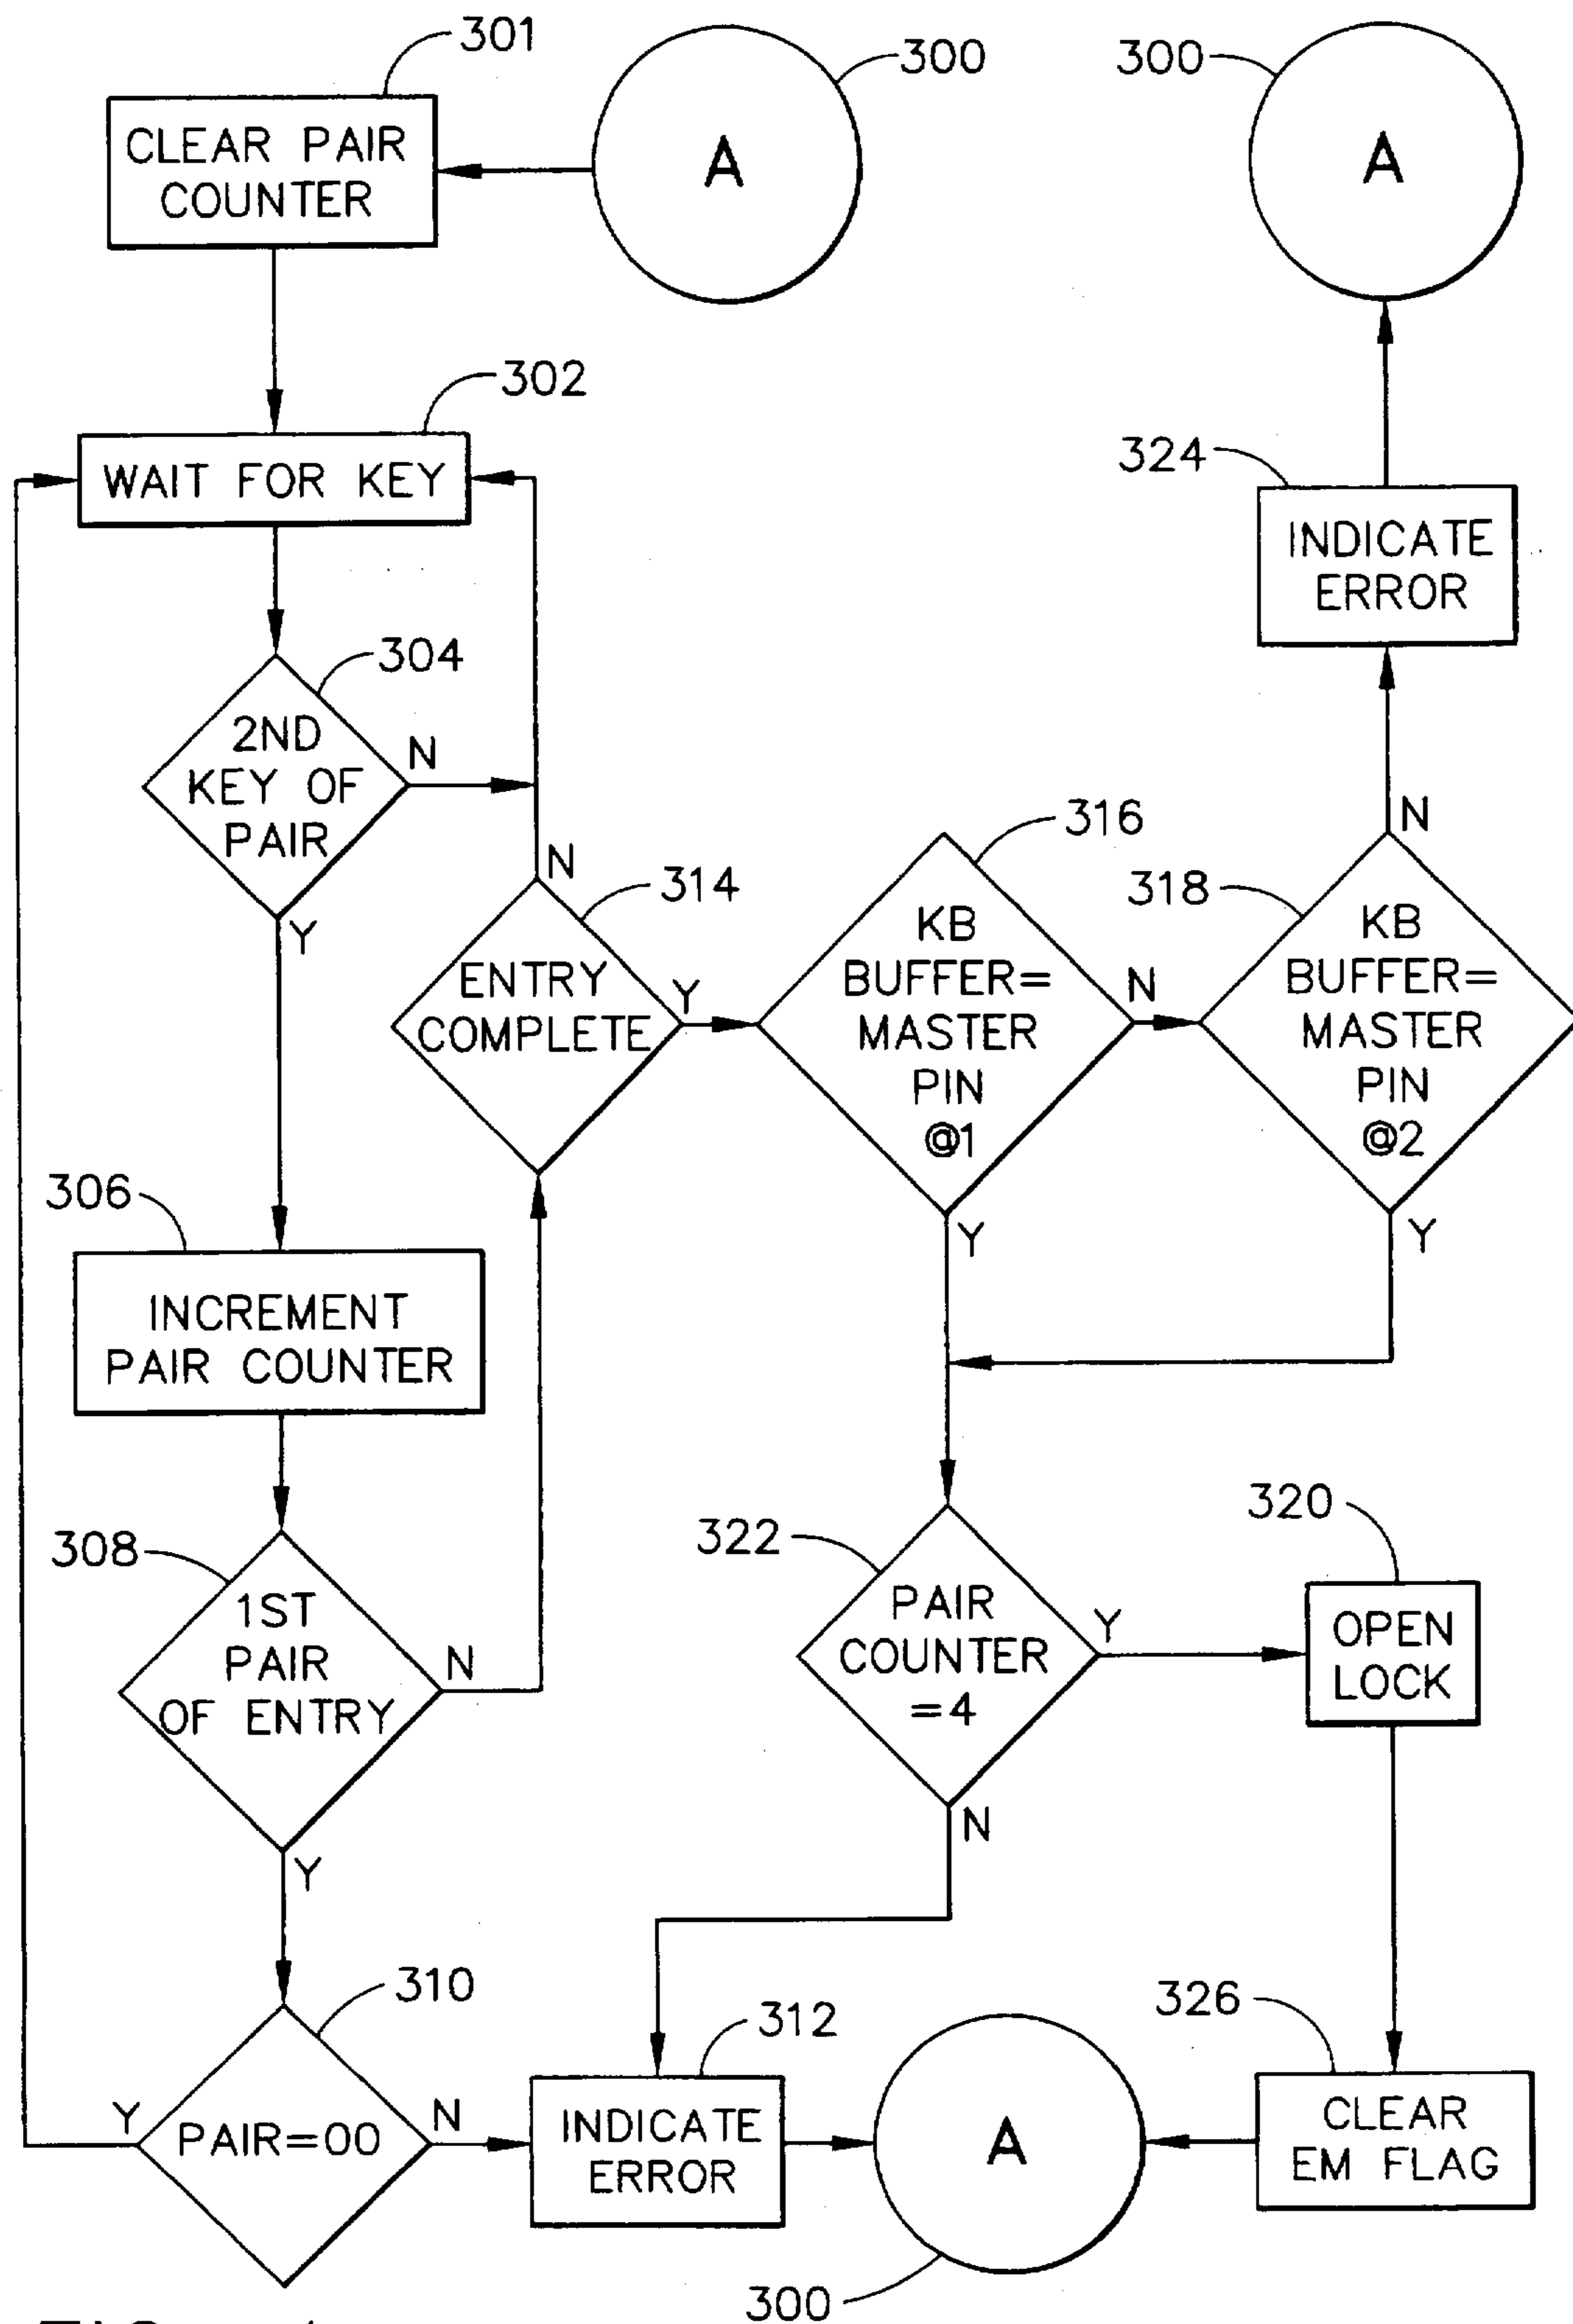 301
300
300
CLEAR PAIR
COUNTER
A
A
302
WAIT FOR KEY
324
INDICATE
ERROR
304
2ND
KEY OF
PAIR
N
Y
N
314
ENTRY
COMPLETE
Y
316
KB
BUFFER=
MASTER
PIN
@1
N
Y
N
318
KB
BUFFER=
MASTER
PIN
@2
Y
306
INCREMENT
PAIR COUNTER
308
1ST
PAIR
OF ENTRY
N
Y
322
PAIR
COUNTER
=4
Y
N
320
OPEN
LOCK
310
PAIR=00
Y
N
312
INDICATE
ERROR
A
300
326
CLEAR
EM FLAG